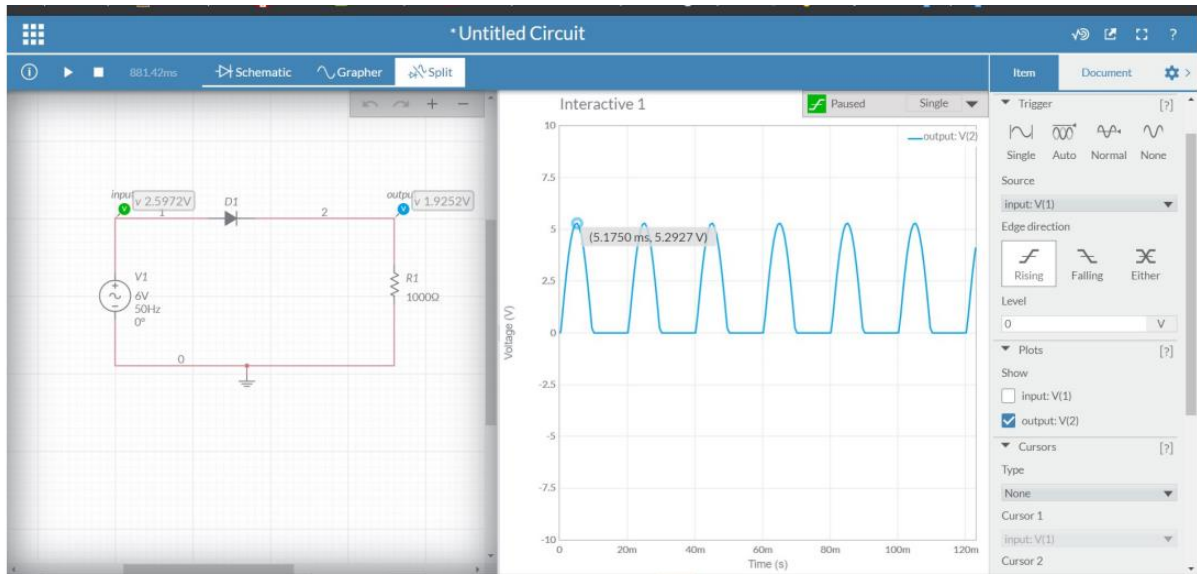 *Untitled Circuit
881.42ms
Schematic
Grapher
Split
Item
Document
input
v 2.5972V
1
D1
2
outpu
v 1.9252V
V1
6V
50Hz
0°
R1
1000Ω
0
Interactive 1
Paused
Single
output: V(2)
10
7.5
5
2.5
0
-2.5
-5
-7.5
-10
Voltage (V)
(5.1750 ms, 5.2927 V)
0
20m
40m
60m
80m
100m
120m
Time (s)
Trigger
[?]
Single
Auto
Normal
None
Source
input: V(1)
Edge direction
Rising
Falling
Either
Level
0
V
Plots
[?]
Show
input: V(1)
output: V(2)
Cursors
[?]
Type
None
Cursor 1
input: V(1)
Cursor 2